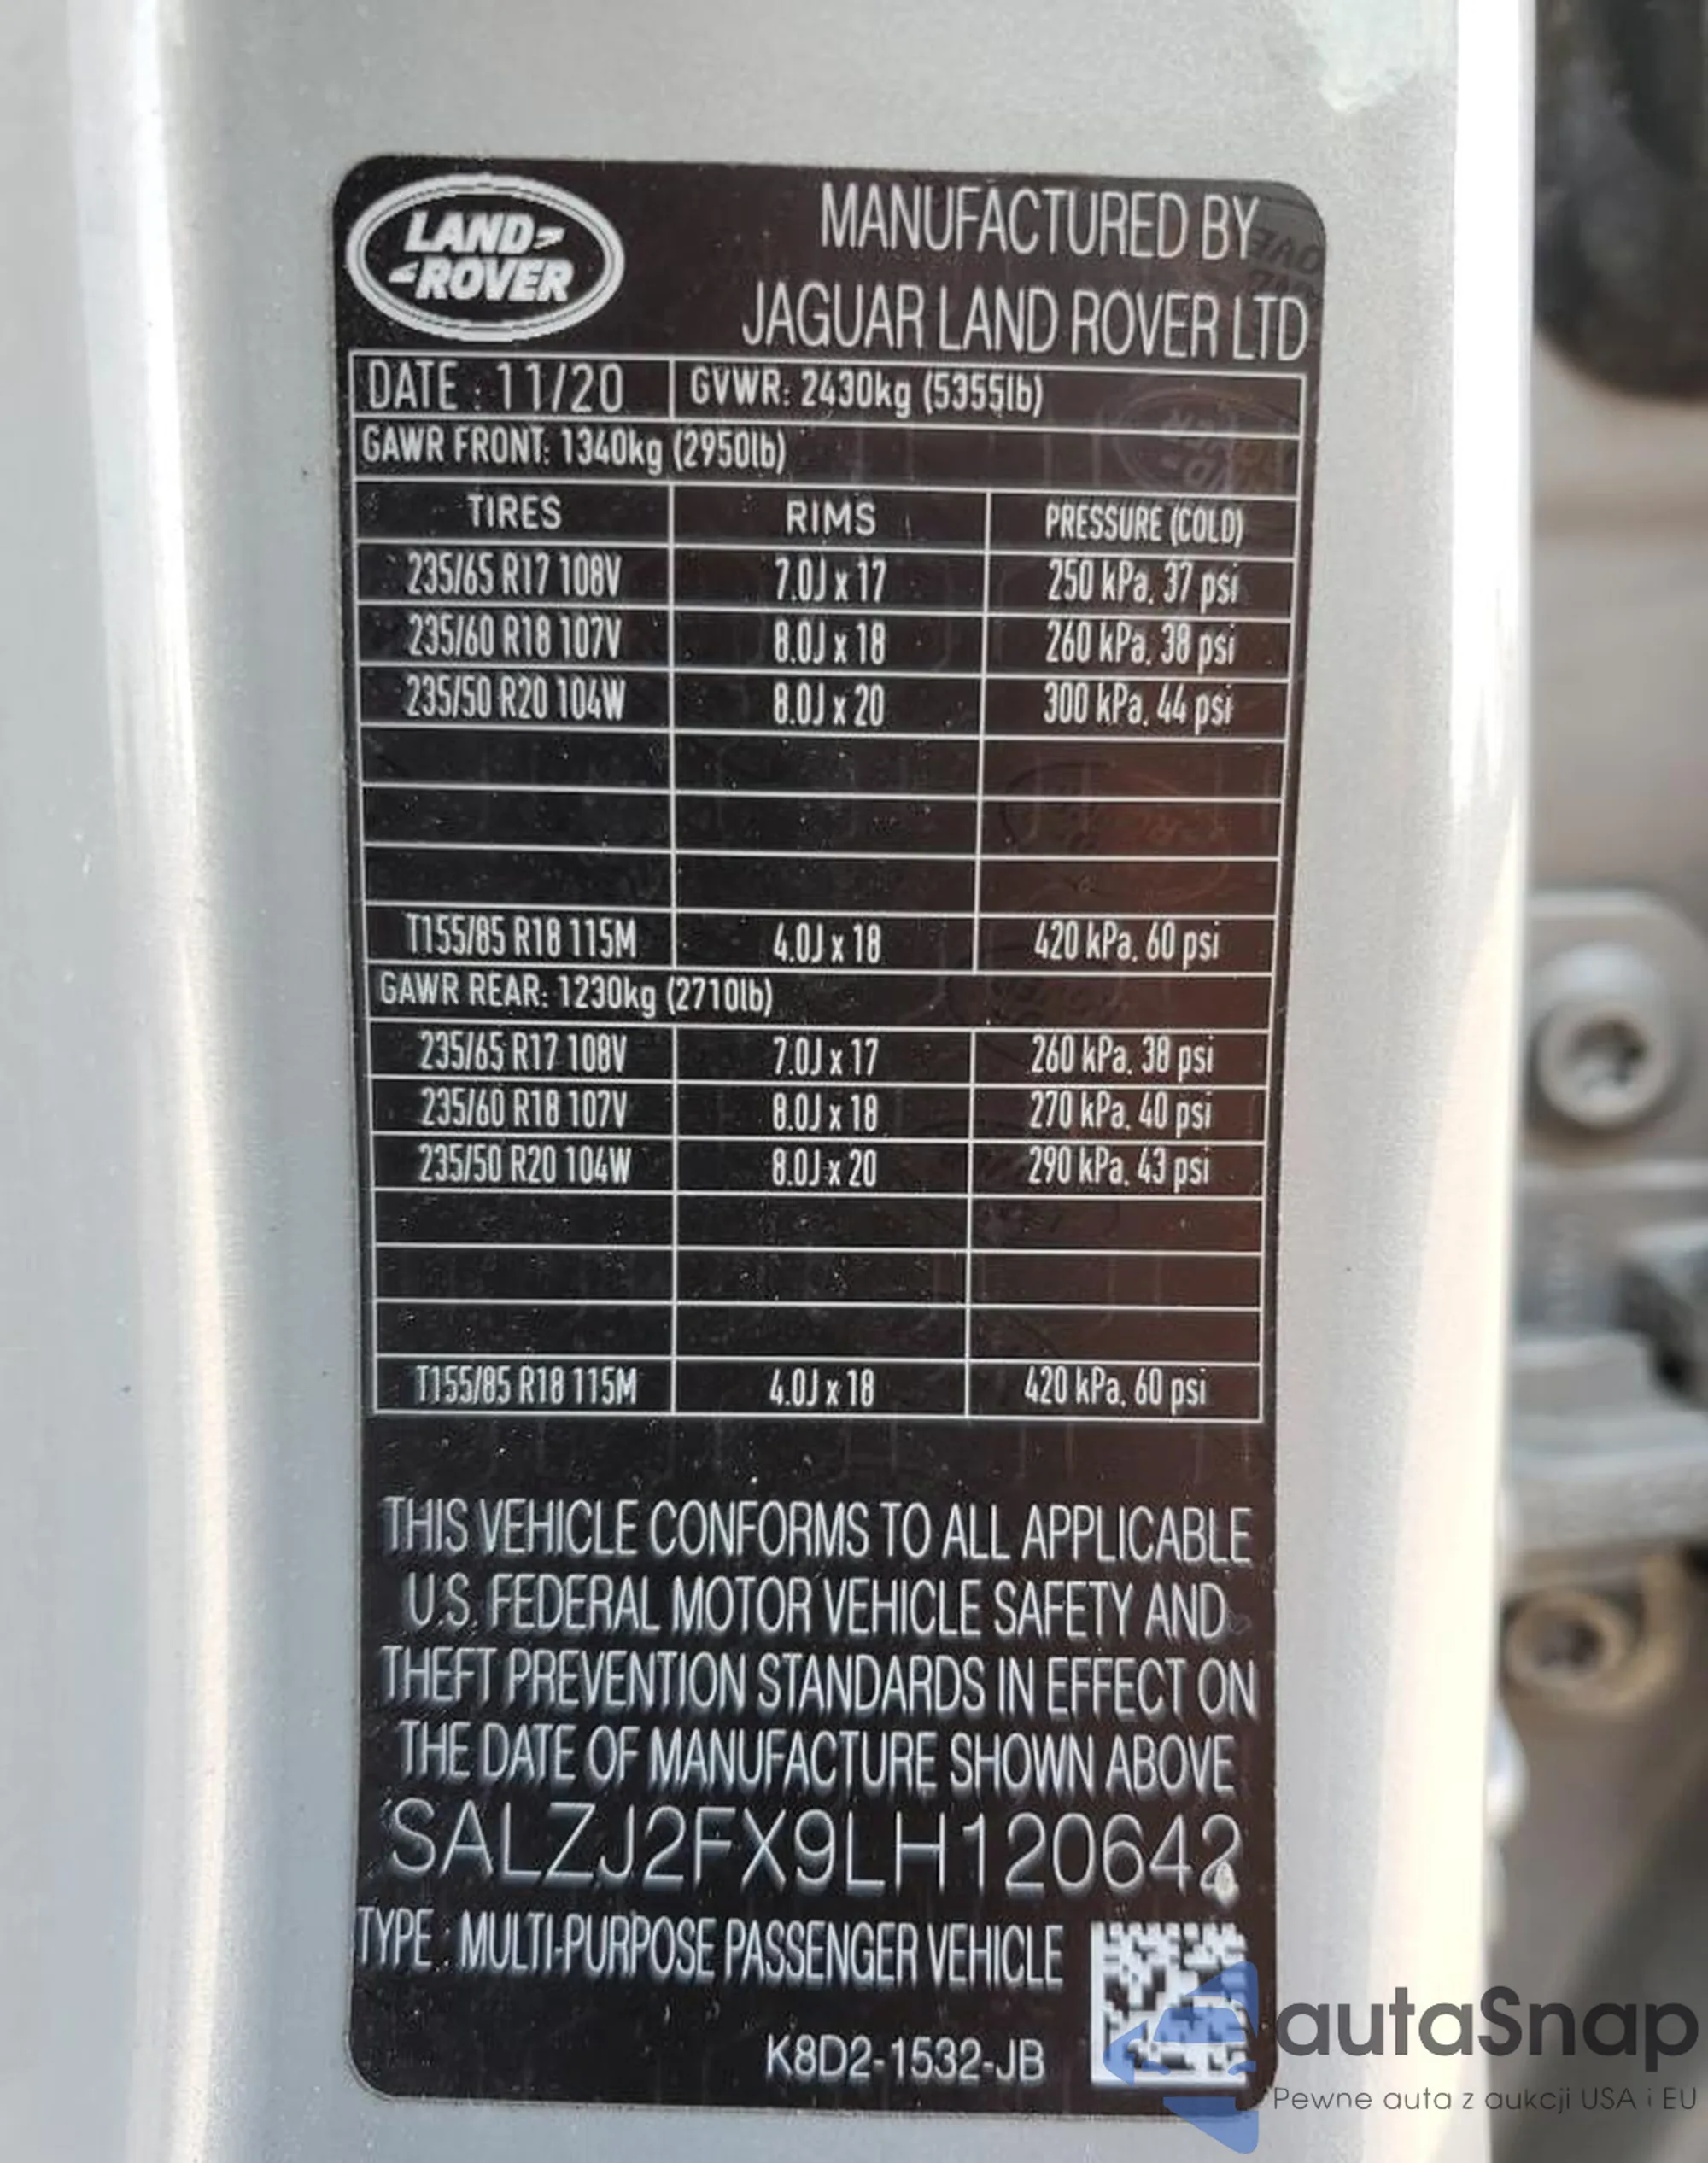 LAND-
-ROVER
MANUFACTURED BY
JAGUAR LAND ROVER LTD
DATE : 11/20 GVWR: 2430kg (5355lb)
GAWR FRONT: 1340kg (2950lb)
TIRES RIMS PRESSURE (COLD)
235/65 R17 108V 7.0J x 17 250 kPa, 37 psi
235/60 R18 107V 8.0J x 18 260 kPa, 38 psi
235/50 R20 104W 8.0J x 20 300 kPa, 44 psi
T155/85 R18 115M 4.0J x 18 420 kPa, 60 psi
GAWR REAR: 1230kg (2710lb)
235/65 R17 108V 7.0J x 17 260 kPa, 38 psi
235/60 R18 107V 8.0J x 18 270 kPa, 40 psi
235/50 R20 104W 8.0J x 20 290 kPa, 43 psi
T155/85 R18 115M 4.0J x 18 420 kPa, 60 psi
THIS VEHICLE CONFORMS TO ALL APPLICABLE
U.S. FEDERAL MOTOR VEHICLE SAFETY AND
THEFT PREVENTION STANDARDS IN EFFECT ON
THE DATE OF MANUFACTURE SHOWN ABOVE
SALZJ2FX9LH120642
TYPE : MULTI-PURPOSE PASSENGER VEHICLE
K8D2-1532-JB
autaSnap
Pewne auta z aukcji USA i EU